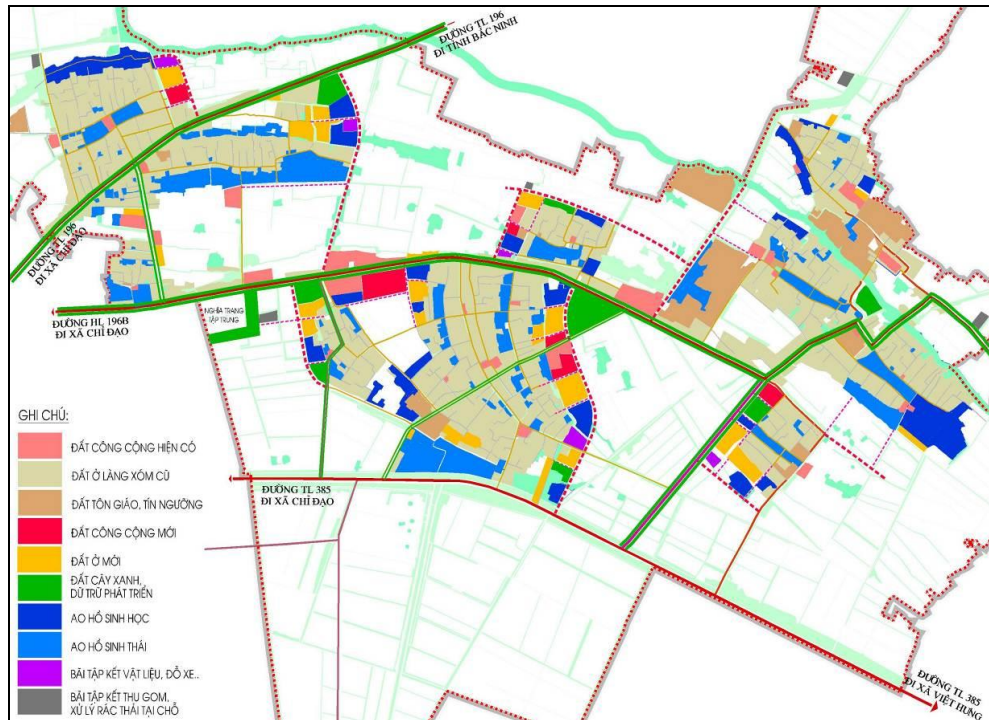 ĐƯỜNG TL 196
ĐI TỈNH BẮC NINH
ĐƯỜNG TL 196
ĐI XÃ CHỈ ĐẠO
ĐƯỜNG HL 196B
ĐI XÃ CHỈ ĐẠO
NGHĨA TRANG
TẬP TRUNG
ĐƯỜNG TL 385
ĐI XÃ CHỈ ĐẠO
ĐƯỜNG TL 385
ĐI XÃ VIỆT HƯNG
GHI CHÚ:
ĐẤT CÔNG CỘNG HIỆN CÓ
ĐẤT Ở LÀNG XÓM CŨ
ĐẤT TÔN GIÁO, TÍN NGƯỠNG
ĐẤT CÔNG CỘNG MỚI
ĐẤT Ở MỚI
ĐẤT CÂY XANH,
DỮ TRỮ PHÁT TRIỂN
AO HỒ SINH HỌC
AO HỒ SINH THÁI
BÃI TẬP KẾT VẬT LIỆU, ĐỖ XE..
BÃI TẬP KẾT THU GOM,
XỬ LÝ RÁC THẢI TẠI CHỖ